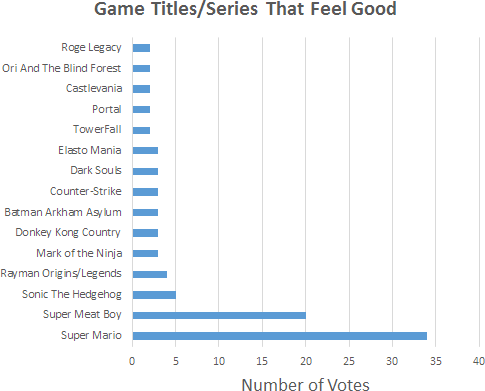 Game Titles/Series That Feel Good
Roge Legacy
Ori And The Blind Forest
Castlevania
Portal
TowerFall
Elasto Mania
Dark Souls
Counter-Strike
Batman Arkham Asylum
Donkey Kong Country
Mark of the Ninja
Rayman Origins/Legends
Sonic The Hedgehog
Super Meat Boy
Super Mario
0 5 10 15 20 25 30 35 40
Number of Votes